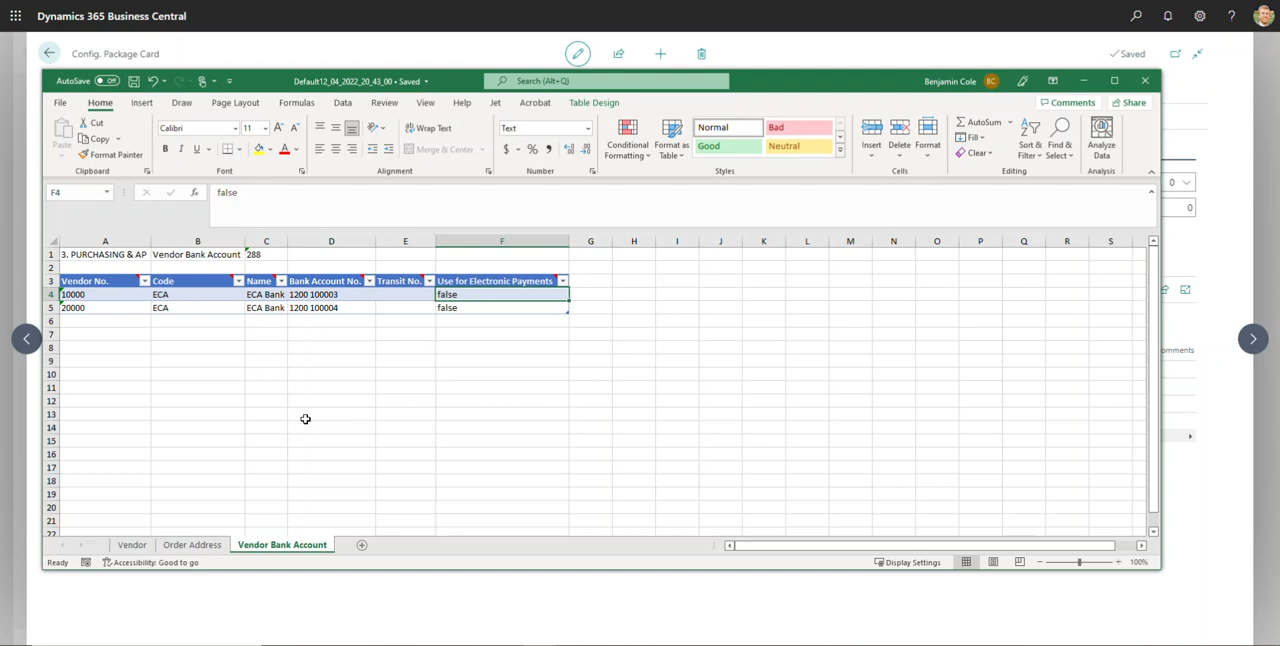 Dynamics 365 Business Central
Config. Package Card
Saved
AutoSave Off
Default12_04_2022_20_43_00 • Saved
Search (Alt+Q)
Benjamin Cole BC
File Home Insert Draw Page Layout Formulas Data Review View Help Jet Acrobat Table Design
Comments Share
Paste
Cut
Copy
Format Painter
Clipboard
Calibri 11
B I U
Font
Wrap Text
Merge & Center
Alignment
Text
$ % ,
Number
Conditional Formatting
Format as Table
Normal Bad
Good Neutral
Styles
Insert Delete Format
Cells
AutoSum
Fill
Clear
Sort & Filter
Find & Select
Editing
Analyze Data
Analysis
0
0
F4 fx false
A B C D E F G H I J K L M N O P Q R S
1 3. PURCHASING & AP Vendor Bank Account 288
2
3 Vendor No. Code Name Bank Account No. Transit No. Use for Electronic Payments
4 10000 ECA ECA Bank 1200 100003 false
5 20000 ECA ECA Bank 1200 100004 false
6
7
8
9
10
11
12
13
14
15
16
17
18
19
20
21
22
omments
Vendor Order Address Vendor Bank Account
Ready Accessibility: Good to go Display Settings 100%